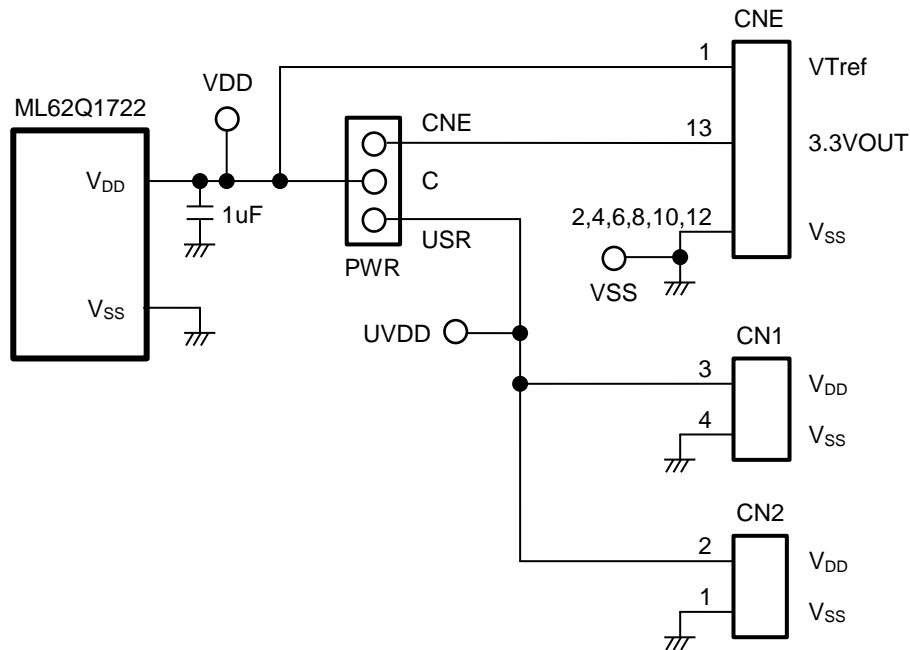 CNE
1
VTref
VDD
ML62Q1722
CNE
13
3.3VOUT
VDD
C
1uF
2,4,6,8,10,12
VSS
USR
PWR
VSS
VSS
UVDD
CN1
3
VDD
4
VSS
CN2
2
VDD
1
VSS